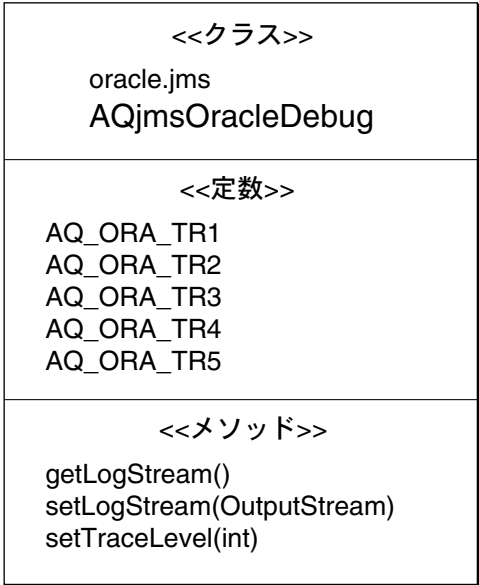 <<クラス>>
oracle.jms
AQjmsOracleDebug
<<定数>>
AQ_ORA_TR1
AQ_ORA_TR2
AQ_ORA_TR3
AQ_ORA_TR4
AQ_ORA_TR5
<<メソッド>>
getLogStream()
setLogStream(OutputStream)
setTraceLevel(int)